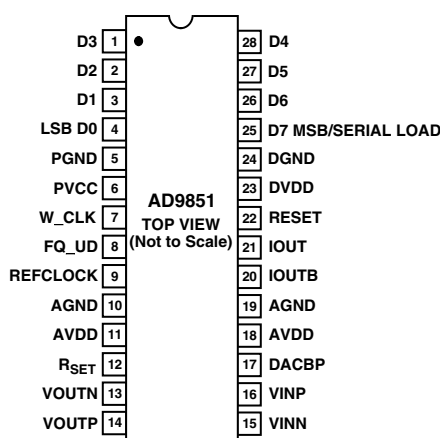 D3 1 28 D4
D2 2 27 D5
D1 3 26 D6
LSB D0 4 25 D7 MSB/SERIAL LOAD
PGND 5 24 DGND
PVCC 6 23 DVDD
W_CLK 7 22 RESET
FQ_UD 8 21 IOUT
REFCLOCK 9 20 IOUTB
AGND 10 19 AGND
AVDD 11 18 AVDD
RSET 12 17 DACBP
VOUTN 13 16 VINP
VOUTP 14 15 VINN
AD9851
TOP VIEW
(Not to Scale)